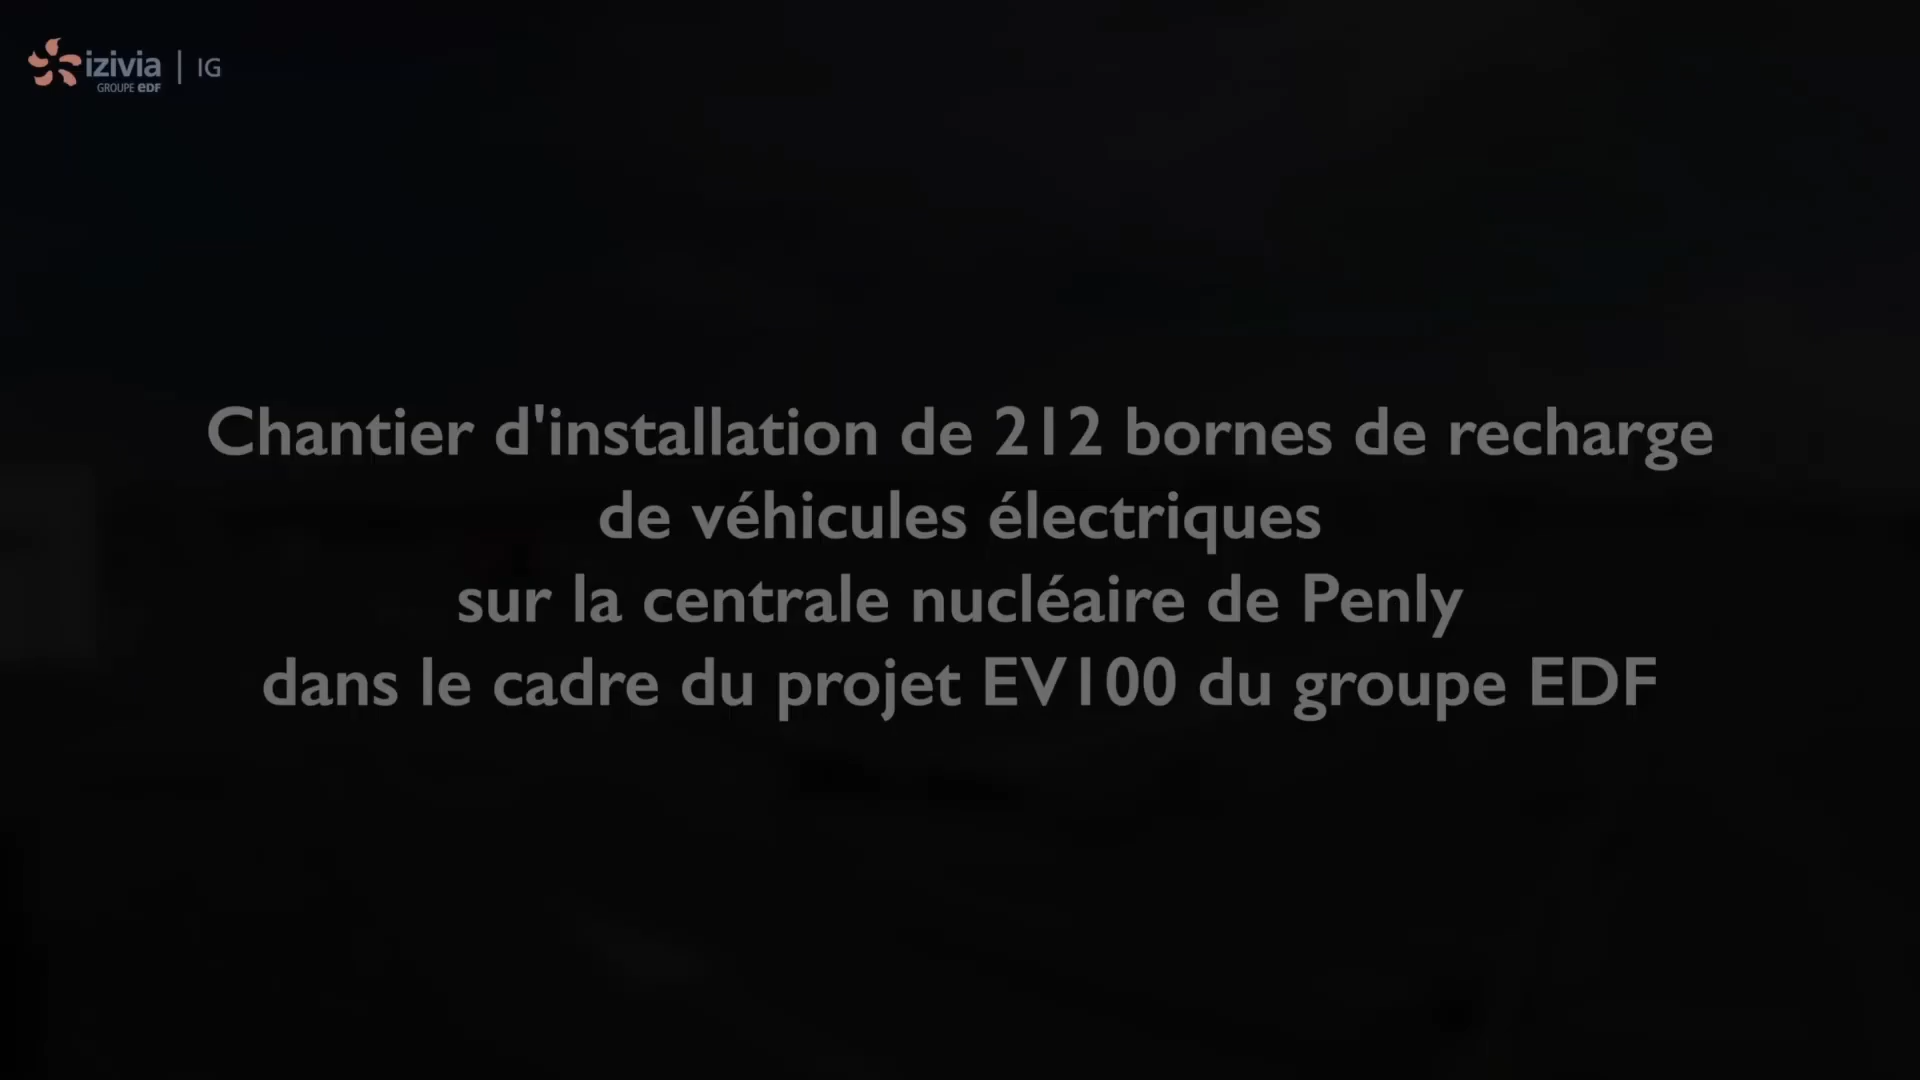 izivia | IG
GROUPE EDF
Chantier d'installation de 212 bornes de recharge
de véhicules électriques
sur la centrale nucléaire de Penly
dans le cadre du projet EV100 du groupe EDF